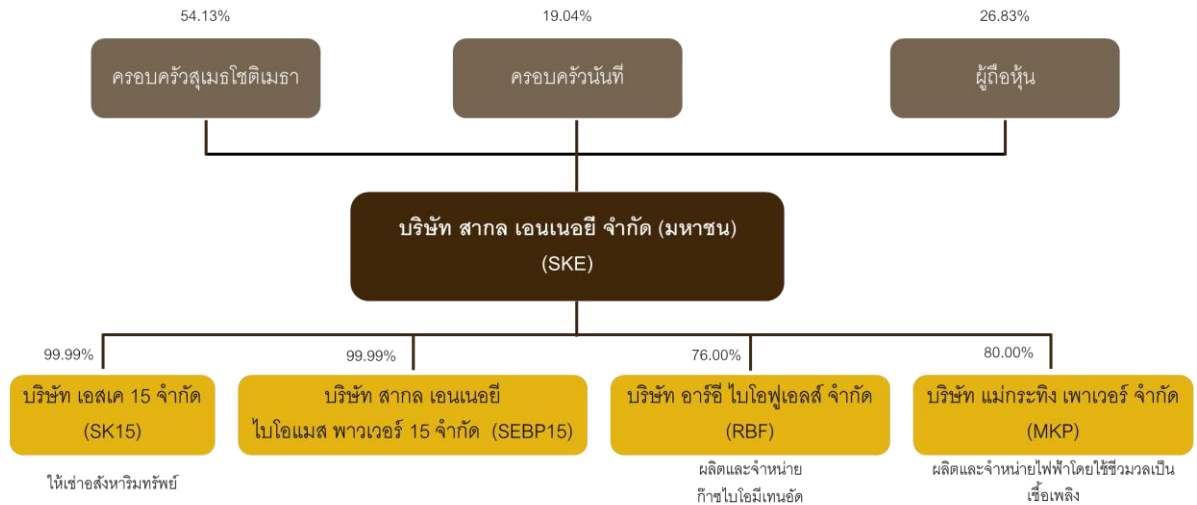 54.13%
19.04%
26.83%
ครอบครัวสุเมธโชติเมธา
ครอบครัวนันที
ผู้ถือหุ้น
บริษัท สากล เอนเนอยี จำกัด (มหาชน)
(SKE)
99.99%
99.99%
76.00%
80.00%
บริษัท เอสเค 15 จำกัด
(SK15)
บริษัท สากล เอนเนอยี
ไบโอแมส พาวเวอร์ 15 จำกัด (SEBP15)
บริษัท อาร์อี ไบโอฟูเอลส์ จำกัด
(RBF)
บริษัท แม่กระทิง เพาเวอร์ จำกัด
(MKP)
ให้เช่าอสังหาริมทรัพย์
ผลิตและจำหน่าย
ก๊าซไบโอมีเทนอัด
ผลิตและจำหน่ายไฟฟ้าโดยใช้ชีวมวลเป็น
เชื้อเพลิง